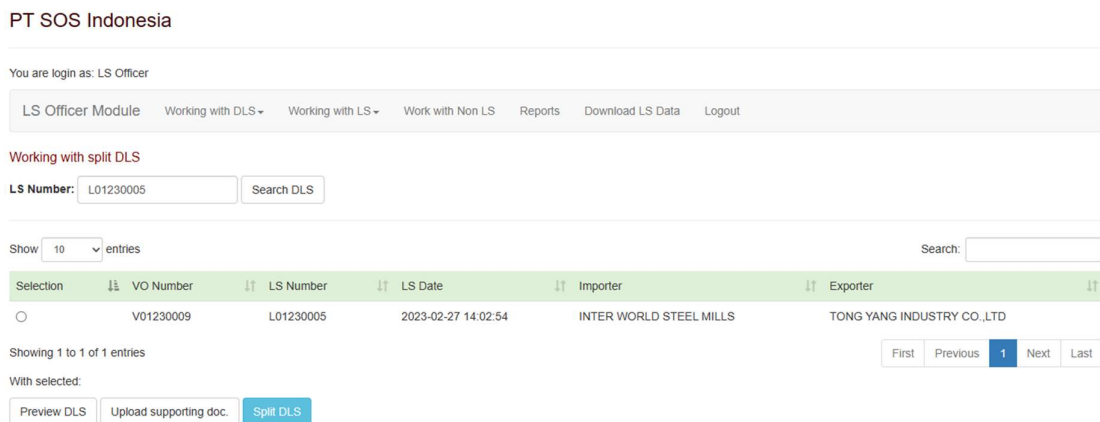 PT SOS Indonesia
You are login as: LS Officer
LS Officer Module Working with DLS Working with LS Work with Non LS Reports Download LS Data Logout
Working with split DLS
LS Number: L01230005 Search DLS
Show 10 entries Search:
Selection VO Number LS Number LS Date Importer Exporter
V01230009 L01230005 2023-02-27 14:02:54 INTER WORLD STEEL MILLS TONG YANG INDUSTRY CO.,LTD
Showing 1 to 1 of 1 entries First Previous 1 Next Last
With selected:
Preview DLS Upload supporting doc. Split DLS